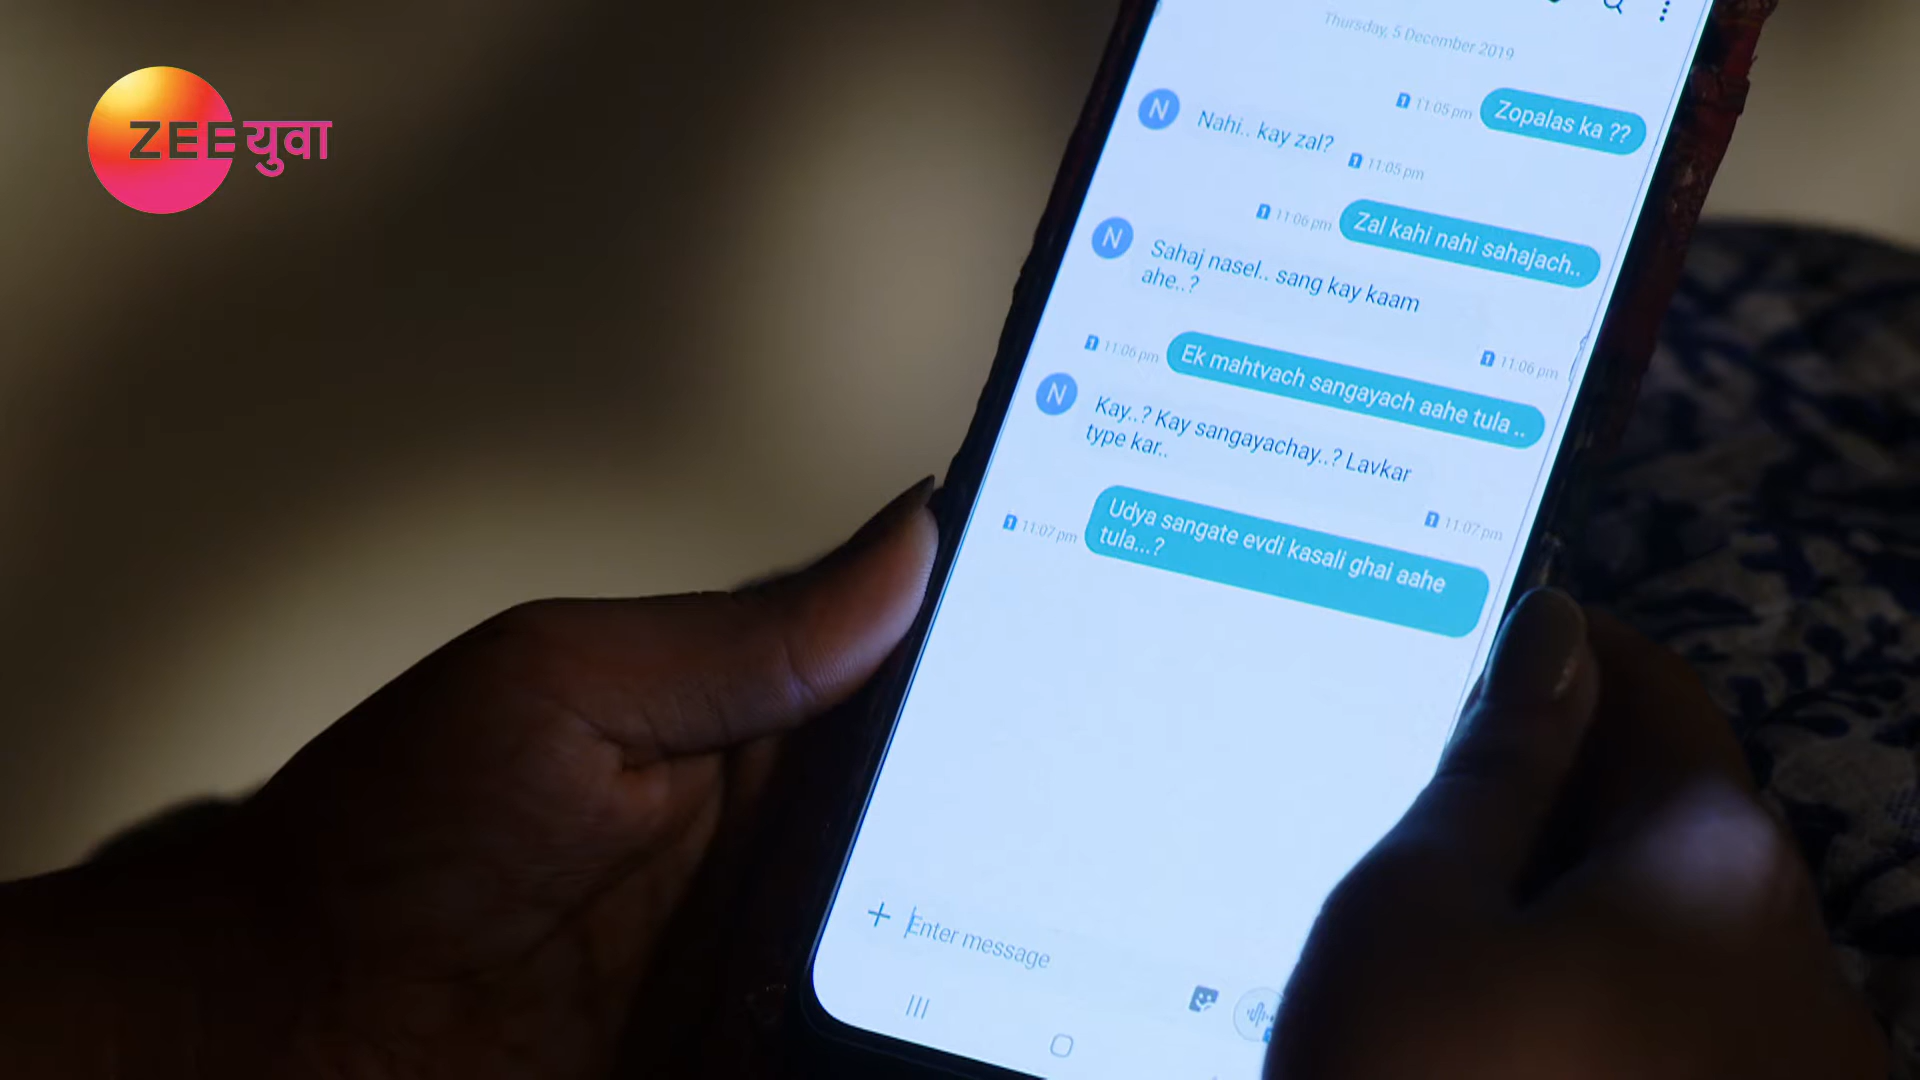 ZEE युवा
Thursday, 5 December 2019
11:05 pm
Zopalas ka ??
N
Nahi.. kay zal?
11:05 pm
11:06 pm
Zal kahi nahi sahajach..
N
Sahaj nasel.. sang kay kaam
ahe..?
11:06 pm
11:06 pm
Ek mahtvach sangayach aahe tula ..
N
Kay..? Kay sangayachay..? Lavkar
type kar..
11:07 pm
11:07 pm
Udya sangate evdi kasali ghai aahe
tula...?
Enter message